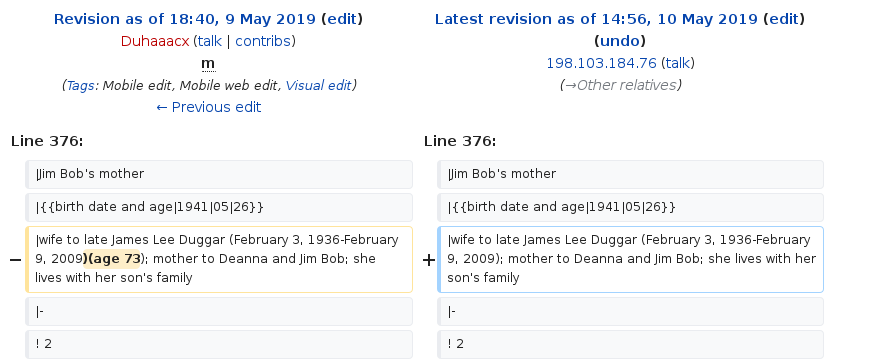 Revision as of 18:40, 9 May 2019 (edit)
Duhaaacx (talk | contribs)
m
(Tags: Mobile edit, Mobile web edit, Visual edit)
← Previous edit
Latest revision as of 14:56, 10 May 2019 (edit)
(undo)
198.103.184.76 (talk)
(→Other relatives)
Line 376:
Line 376:
|Jim Bob's mother
|Jim Bob's mother
|{{birth date and age|1941|05|26}}
|{{birth date and age|1941|05|26}}
− |wife to late James Lee Duggar (February 3, 1936-February
9, 2009)(age 73); mother to Deanna and Jim Bob; she
lives with her son's family
+ |wife to late James Lee Duggar (February 3, 1936-February
9, 2009); mother to Deanna and Jim Bob; she lives with her
son's family
|-
|-
! 2
! 2